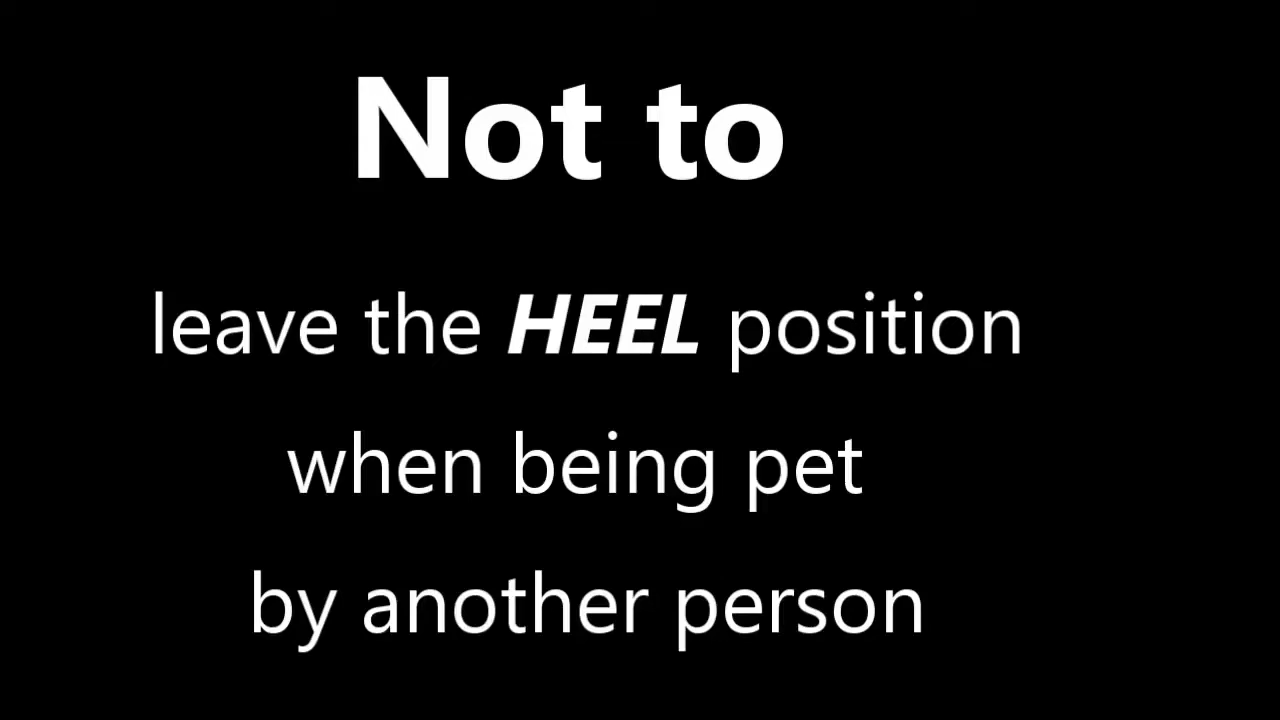 Not to
leave the HEEL position
when being pet
by another person